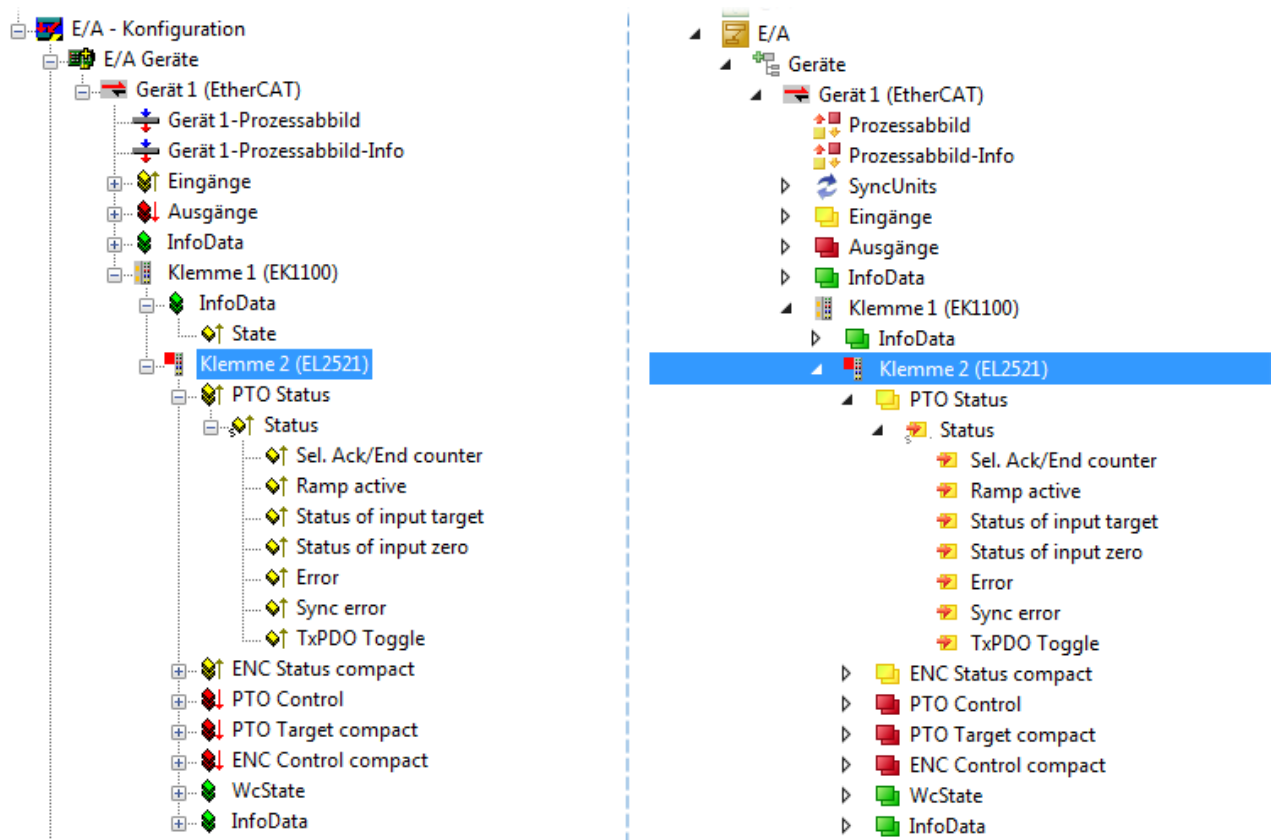 E/A - Konfiguration
E/A Geräte
Gerät 1 (EtherCAT)
Gerät 1-Prozessabbild
Gerät 1-Prozessabbild-Info
Eingänge
Ausgänge
InfoData
Klemme 1 (EK1100)
InfoData
State
Klemme 2 (EL2521)
PTO Status
Status
Sel. Ack/End counter
Ramp active
Status of input target
Status of input zero
Error
Sync error
TxPDO Toggle
ENC Status compact
PTO Control
PTO Target compact
ENC Control compact
WcState
InfoData
E/A
Geräte
Gerät 1 (EtherCAT)
Prozessabbild
Prozessabbild-Info
SyncUnits
Eingänge
Ausgänge
InfoData
Klemme 1 (EK1100)
InfoData
Klemme 2 (EL2521)
PTO Status
Status
Sel. Ack/End counter
Ramp active
Status of input target
Status of input zero
Error
Sync error
TxPDO Toggle
ENC Status compact
PTO Control
PTO Target compact
ENC Control compact
WcState
InfoData